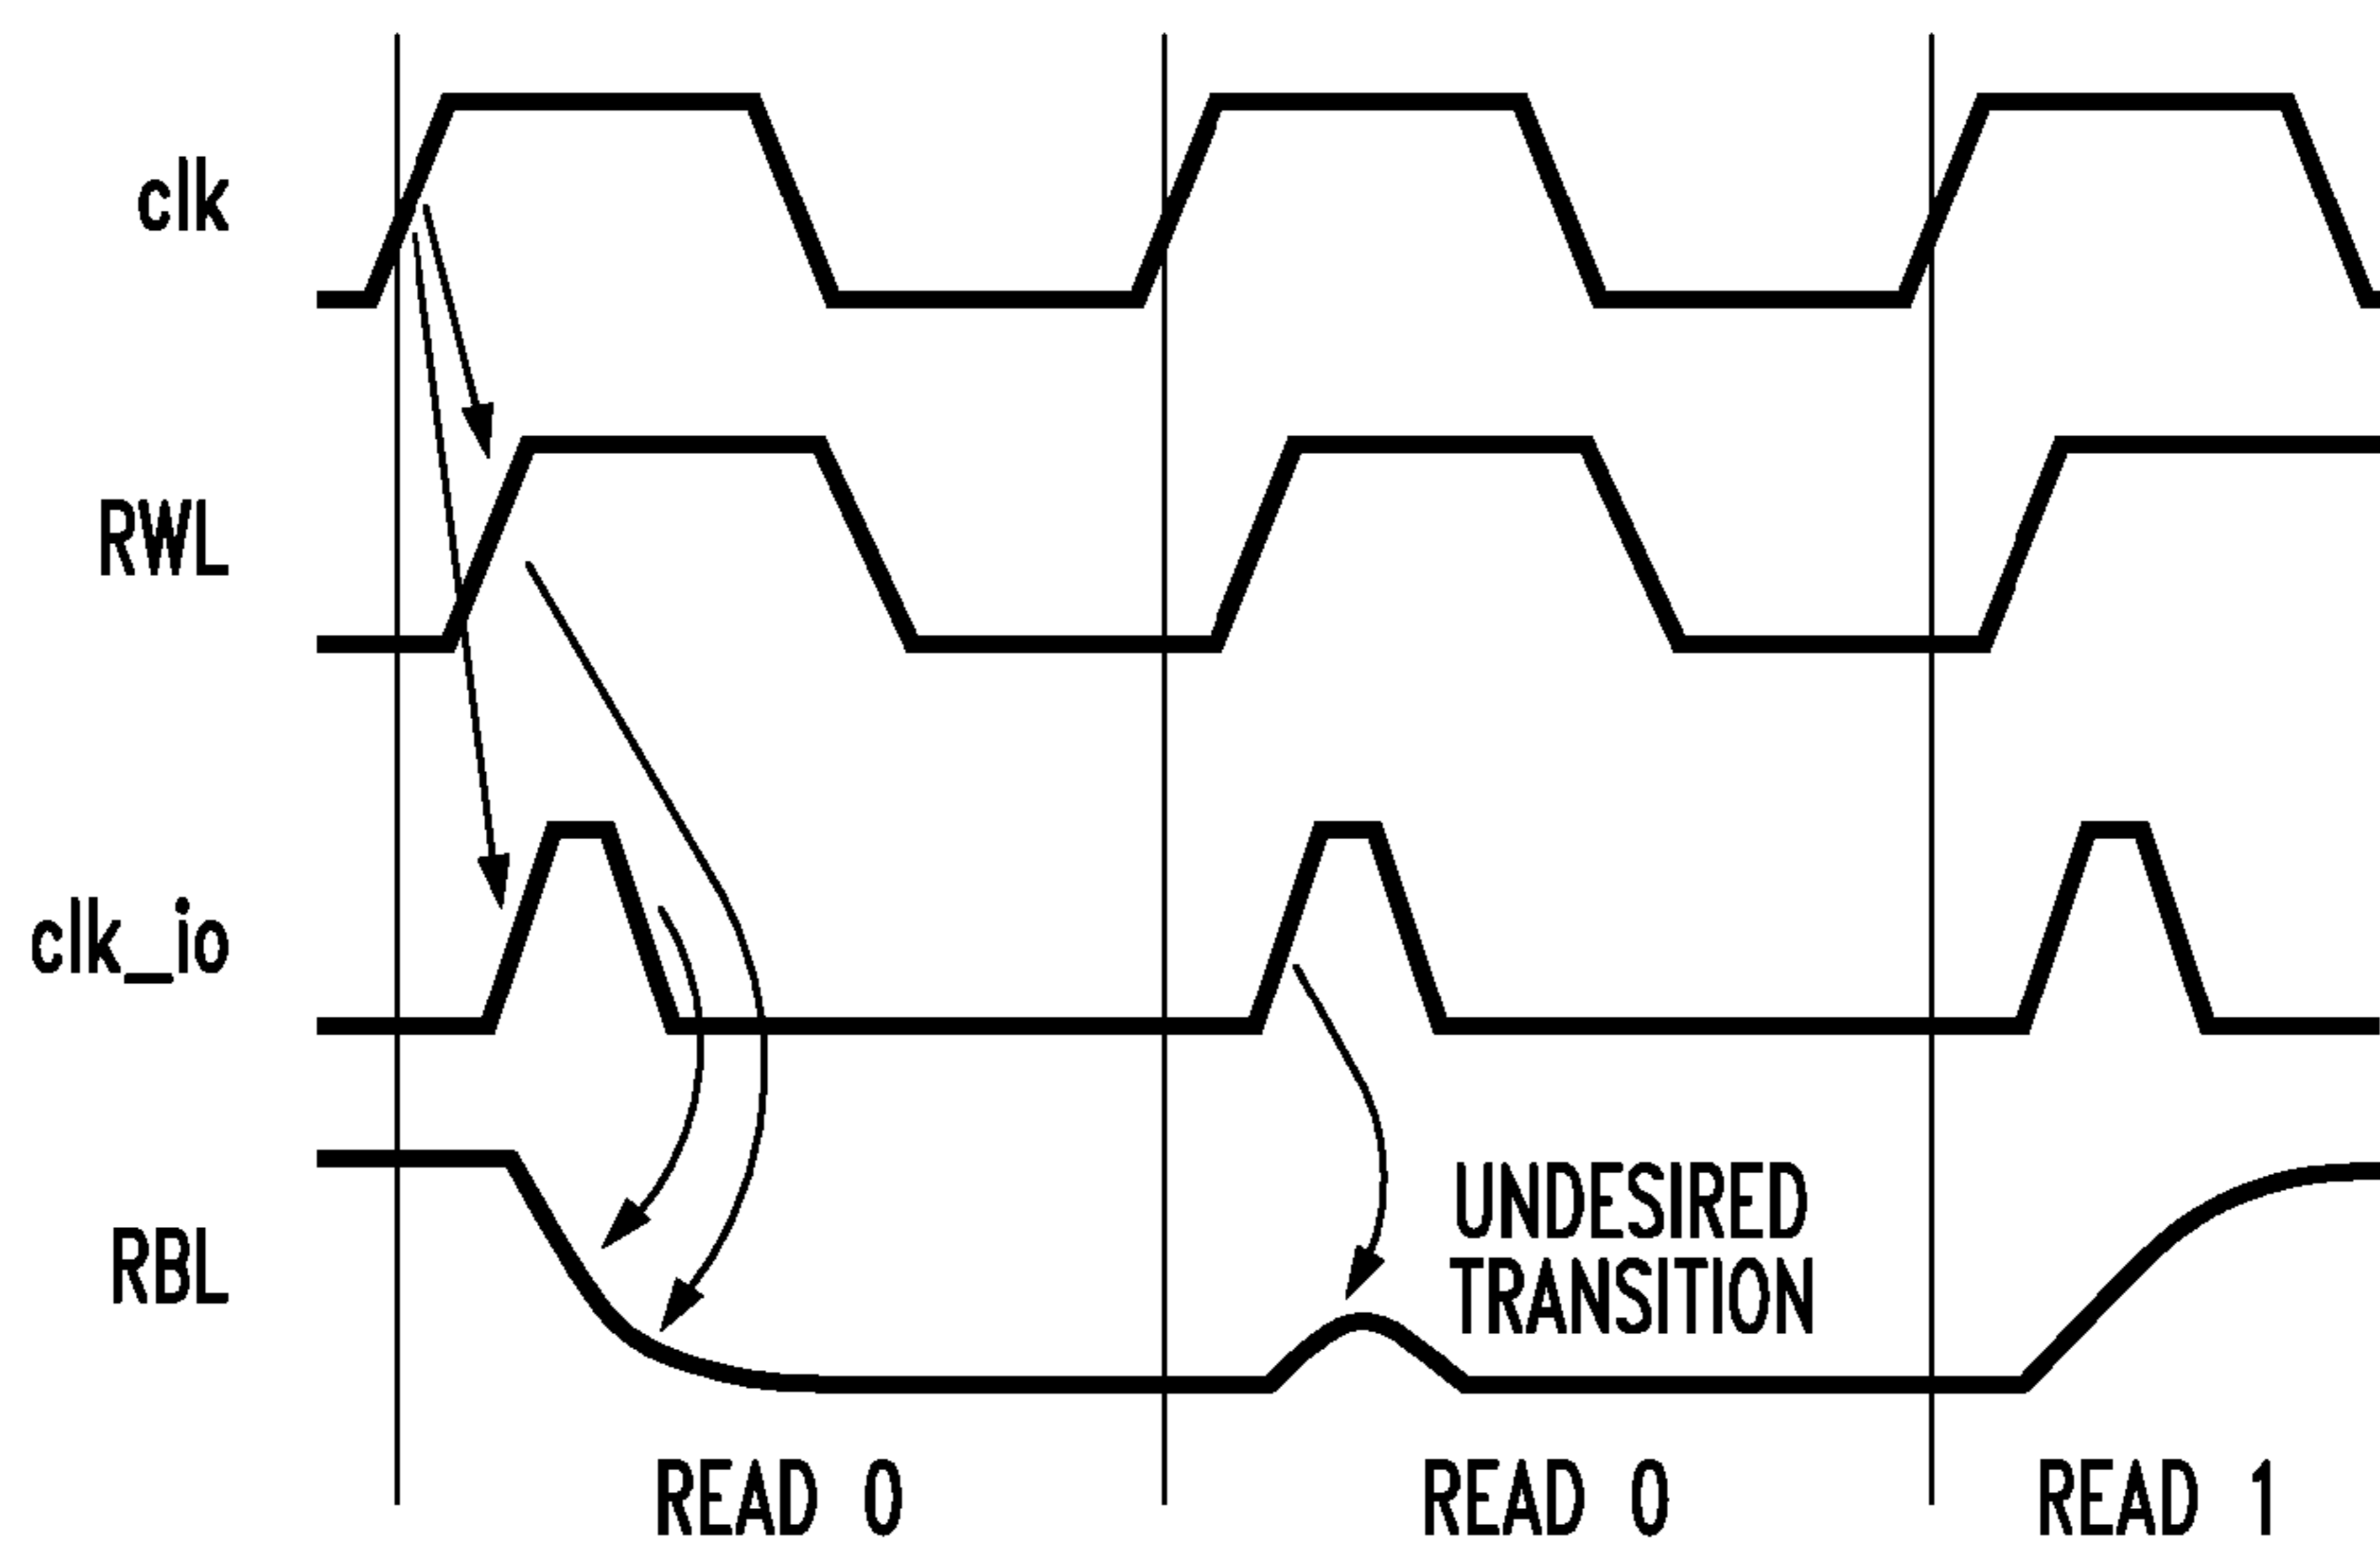 clk
RWL
clk_io
RBL
UNDESIRED
TRANSITION
READ 0
READ 0
READ 1